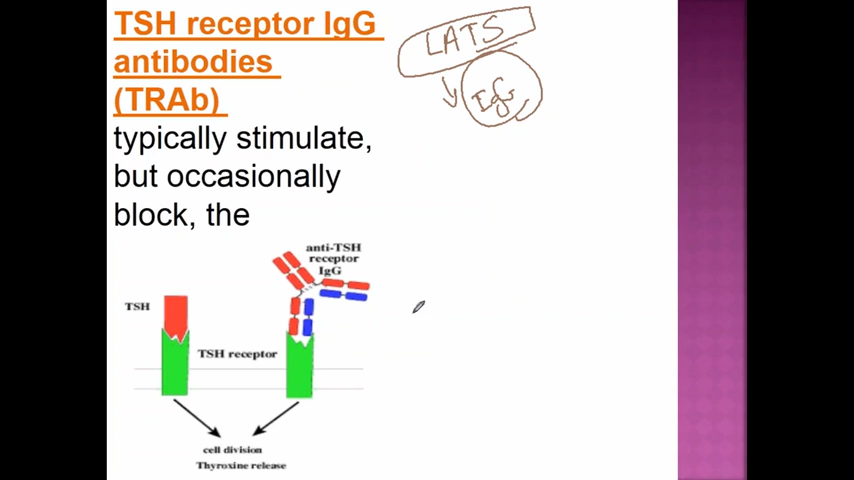 TSH receptor IgG
antibodies
(TRAb)
typically stimulate,
but occasionally
block, the
LATS
IgG
anti-TSH
receptor
IgG
TSH
TSH receptor
cell division
Thyroxine release